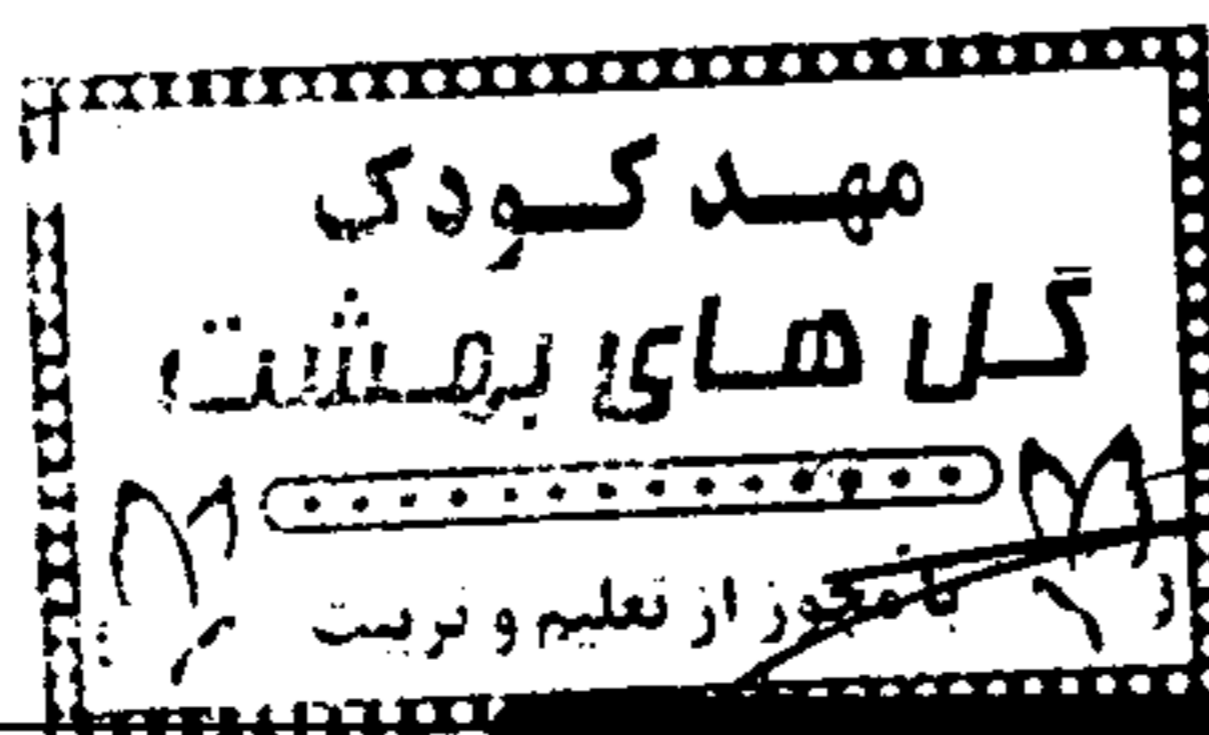 مهد کودک
گل های بهشت
با مجوز از تعلیم و تربیت